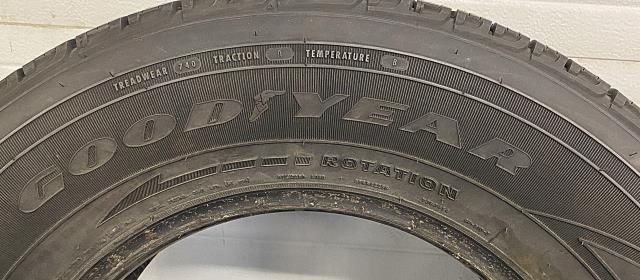 TREADWEAR 740 TRACTION A TEMPERATURE B
GOODYEAR
ROTATION